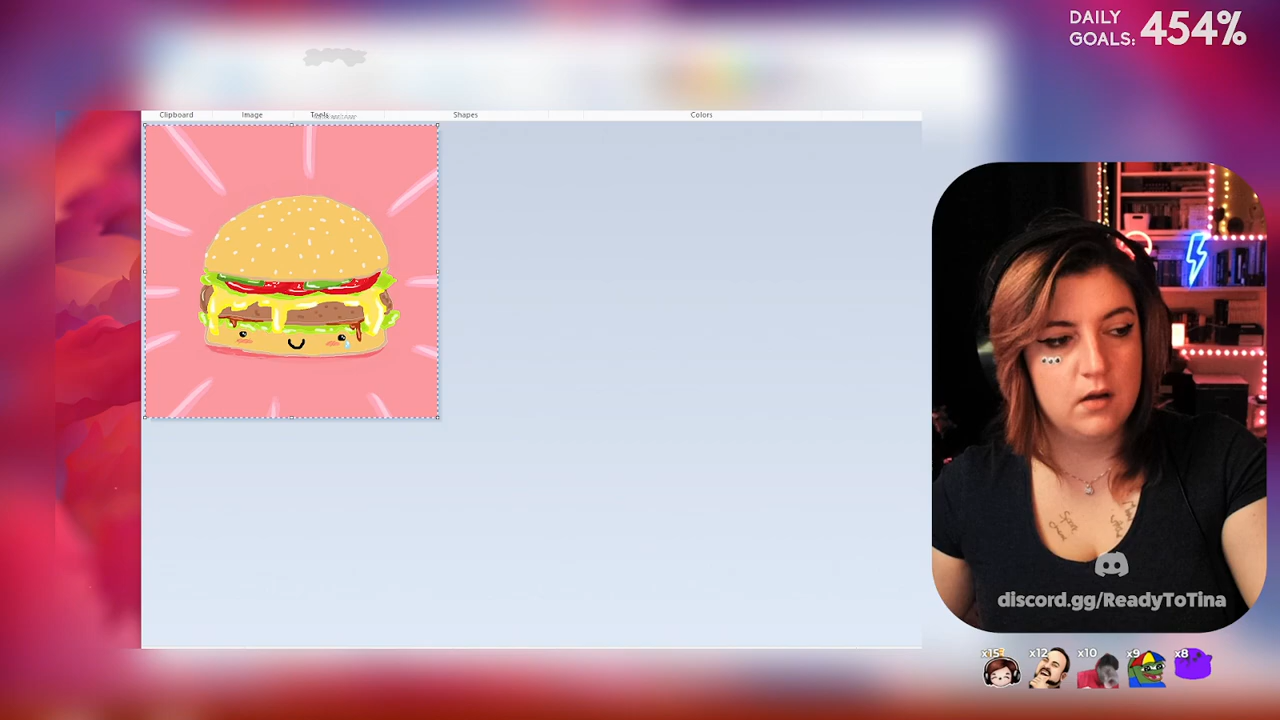 DAILY
GOALS: 454%
Clipboard Image Tools Shapes Colors
discord.gg/ReadyToTina
x15 x12 x10 x9 x8